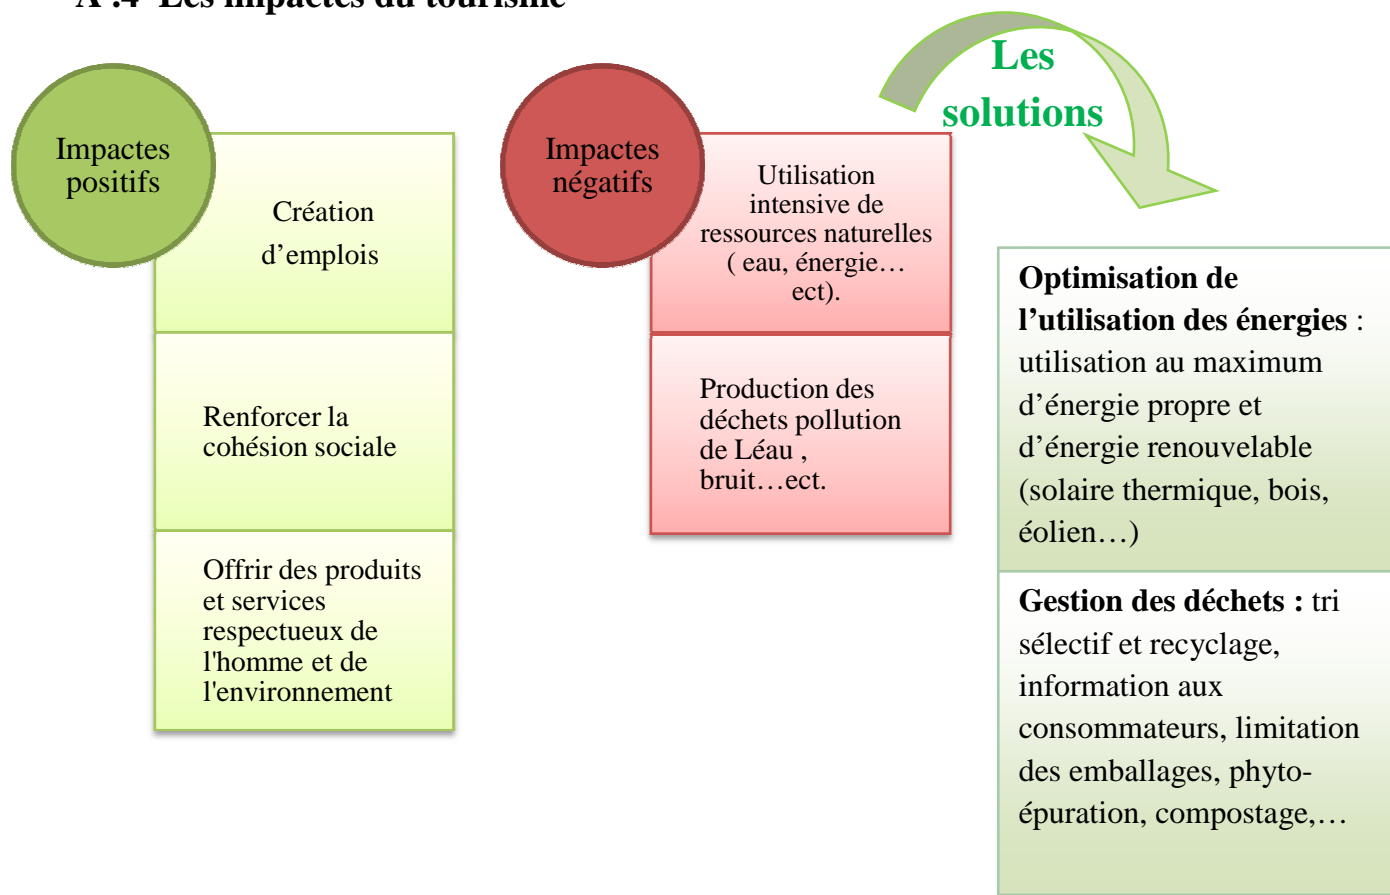 A :4 Les impactes du tourisme
Impactes
positifs
Création
d’emplois
Renforcer la
cohésion sociale
Offrir des produits
et services
respectueux de
l'homme et de
l'environnement
Impactes
négatifs
Utilisation
intensive de
ressources naturelles
( eau, énergie…
ect).
Production des
déchets pollution
de Léau ,
bruit…ect.
Les
solutions
Optimisation de
l’utilisation des énergies :
utilisation au maximum
d’énergie propre et
d’énergie renouvelable
(solaire thermique, bois,
éolien…)
Gestion des déchets : tri
sélectif et recyclage,
information aux
consommateurs, limitation
des emballages, phyto-
épuration, compostage,…